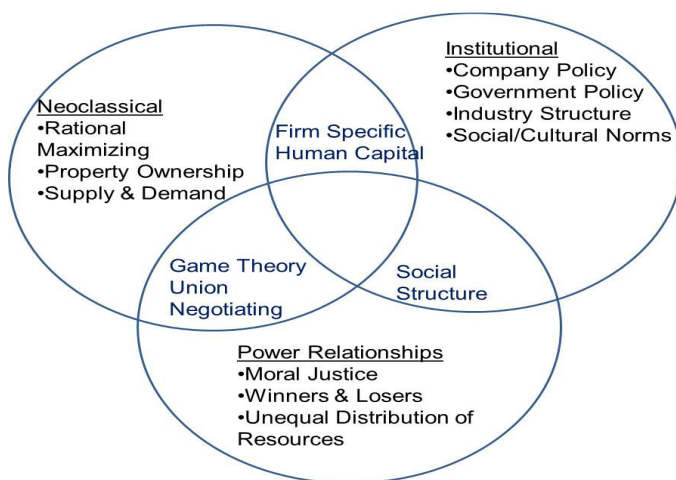 Institutional
•Company Policy
•Government Policy
•Industry Structure
•Social/Cultural Norms
Neoclassical
•Rational
Maximizing
•Property Ownership
•Supply & Demand
Firm Specific
Human Capital
Game Theory
Union
Negotiating
Social
Structure
Power Relationships
•Moral Justice
•Winners & Losers
•Unequal Distribution of
Resources